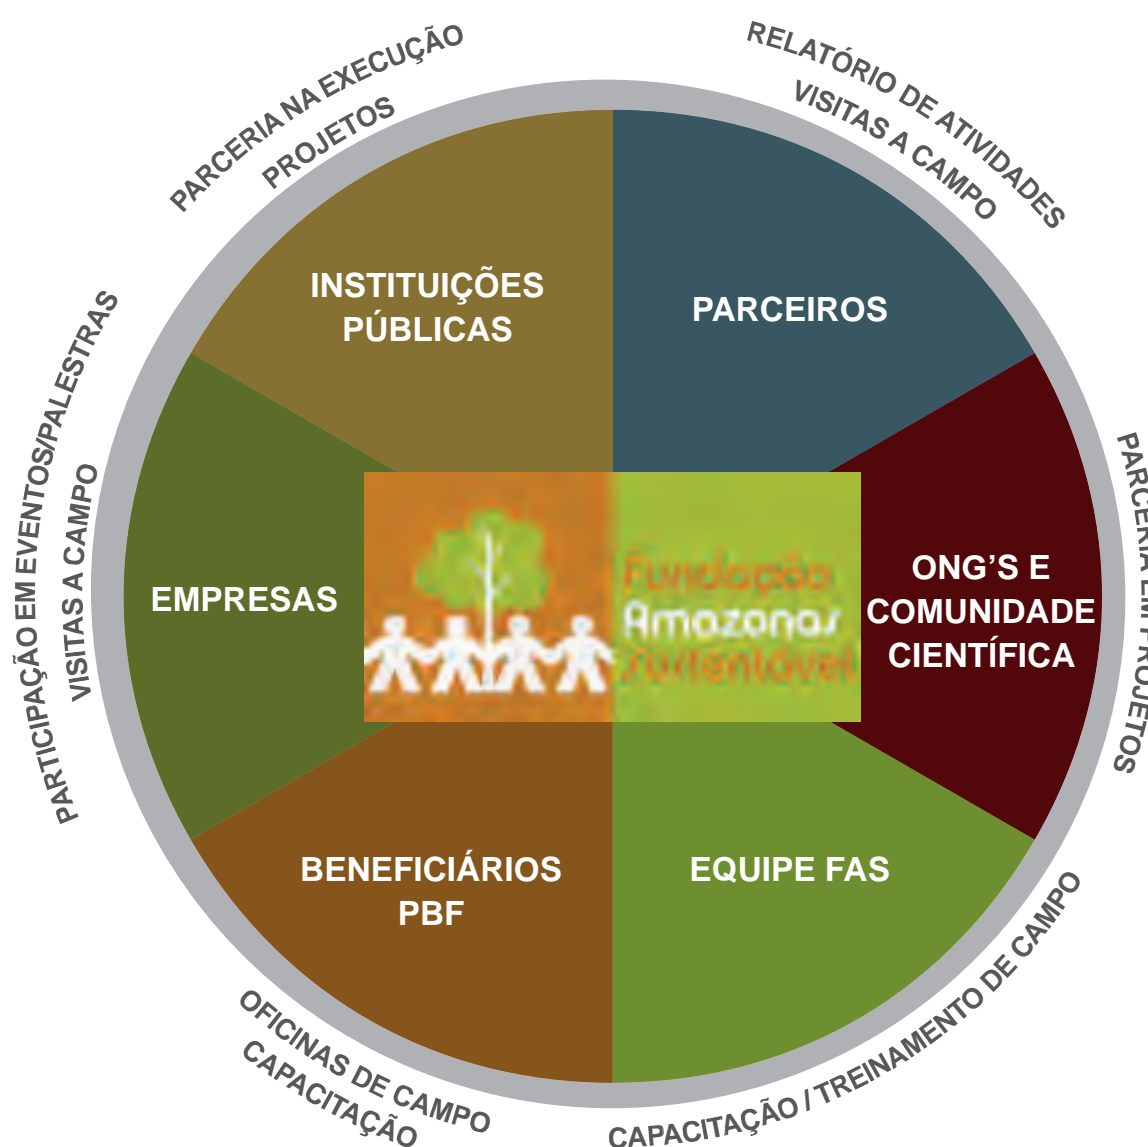 PARCERIA NA EXECUÇÃO
PROJETOS
RELATÓRIO DE ATIVIDADES
VISITAS A CAMPO
INSTITUIÇÕES
PÚBLICAS
PARCEIROS
PARTICIPAÇÃO EM EVENTOS/PALESTRAS
VISITAS A CAMPO
EMPRESAS
Fundação
Amazonas
Sustentável
ONG'S E
COMUNIDADE
CIENTÍFICA
PARCERIA EM PROJETOS
BENEFICIÁRIOS
PBF
EQUIPE FAS
OFICINAS DE CAMPO
CAPACITAÇÃO
CAPACITAÇÃO / TREINAMENTO DE CAMPO